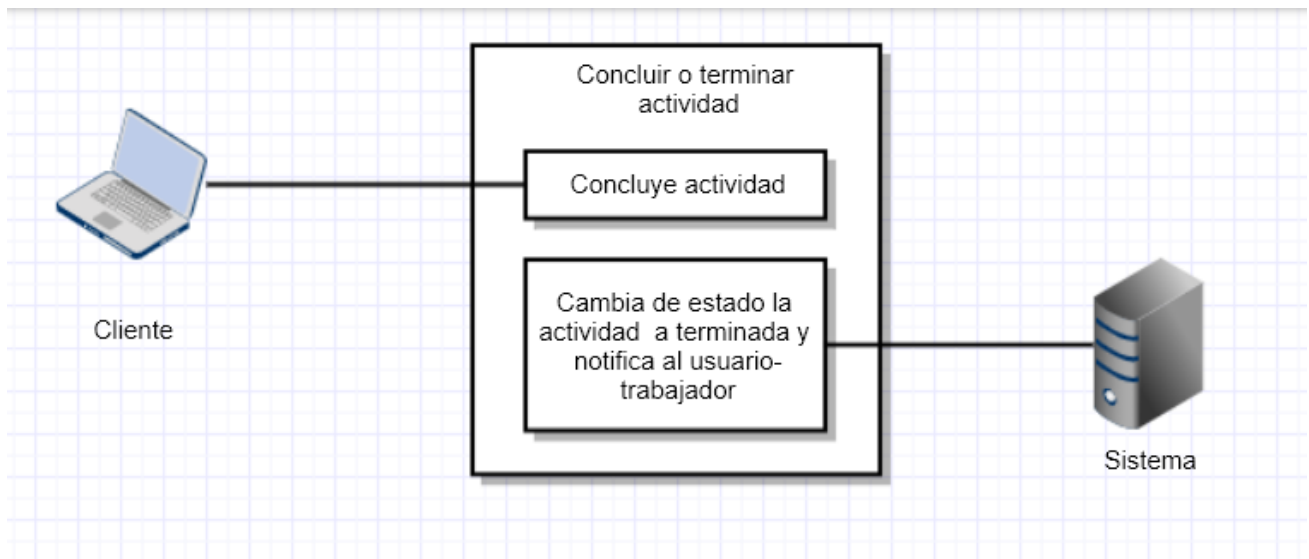 Concluir o terminar
actividad
Concluye actividad
Cliente
Cambia de estado la
actividad a terminada y
notifica al usuario-
trabajador
Sistema